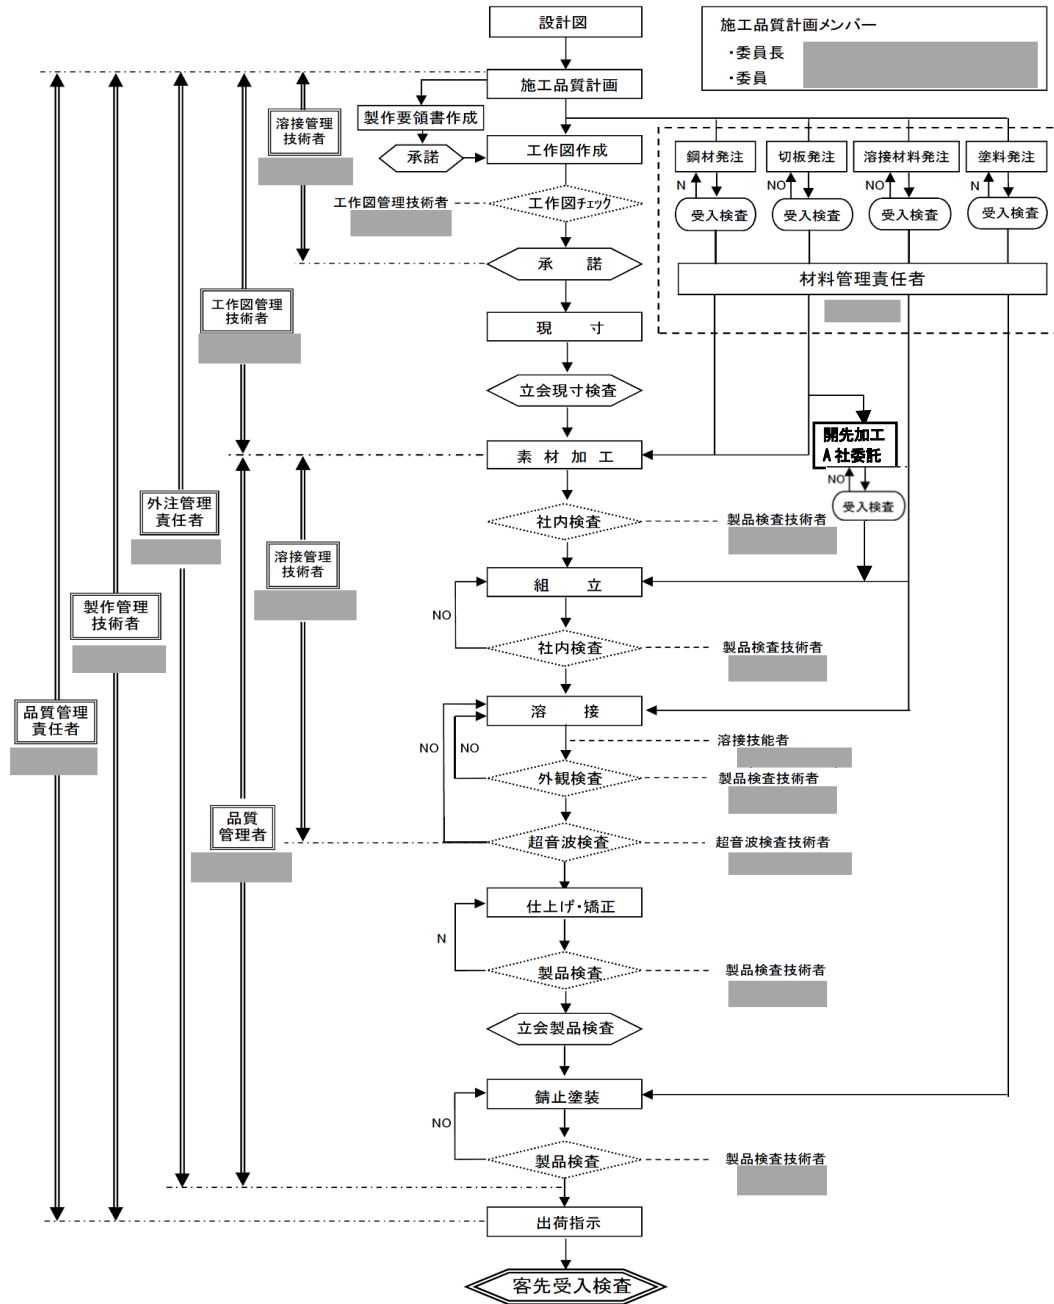 設計図
施工品質計画メンバー
・委員長
・委員
施工品質計画
製作要領書作成
承諾
工作図作成
溶接管理
技術者
鋼材発注
切板発注
溶接材料発注
塗料発注
N
NO
NO
N
受入検査
受入検査
受入検査
受入検査
工作図管理技術者
工作図チェック
承　諾
材料管理責任者
工作図管理
技術者
現　寸
立会現寸検査
開先加工
A社委託
NO
受入検査
素材加工
外注管理
責任者
社内検査
製品検査技術者
溶接管理
技術者
組　立
NO
製作管理
技術者
社内検査
製品検査技術者
品質管理
責任者
溶　接
NO
NO
溶接技能者
外観検査
製品検査技術者
品質
管理者
超音波検査
超音波検査技術者
仕上げ・矯正
N
製品検査
製品検査技術者
立会製品検査
錆止塗装
NO
製品検査
製品検査技術者
出荷指示
客先受入検査